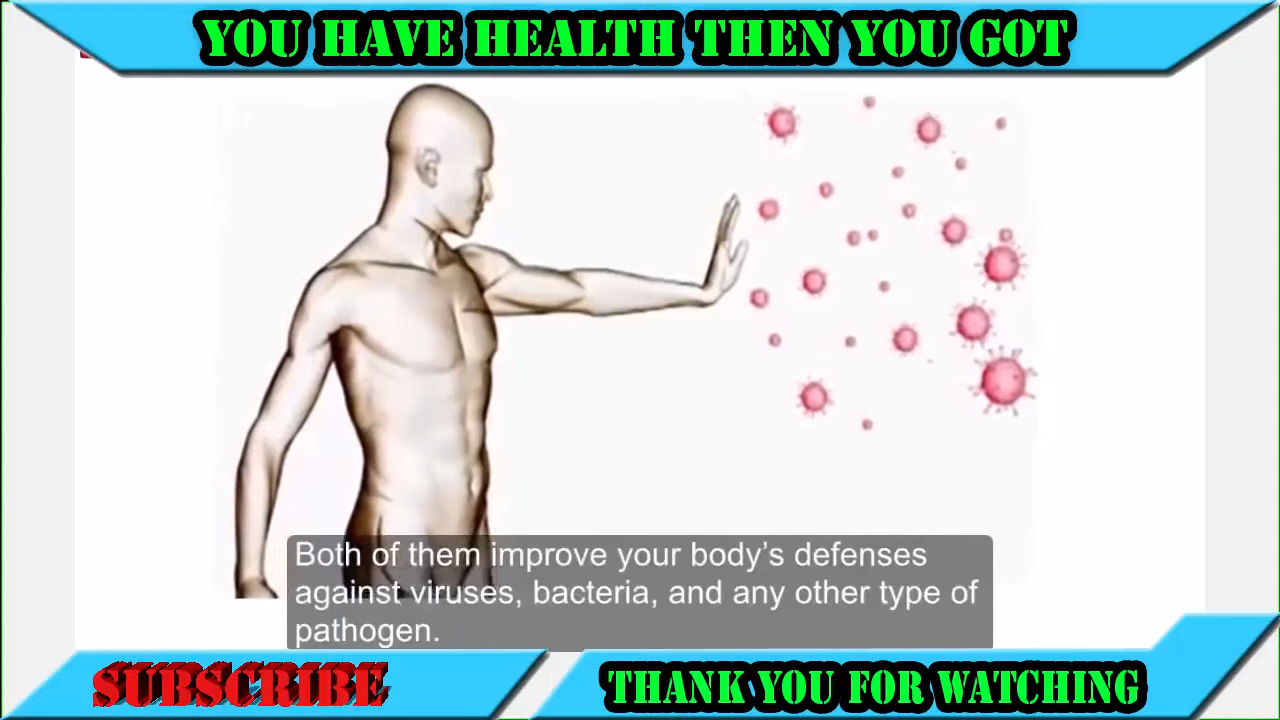 YOU HAVE HEALTH THEN YOU GOT
Both of them improve your body’s defenses
against viruses, bacteria, and any other type of
pathogen.
SUBSCRIBE
THANK YOU FOR WATCHING